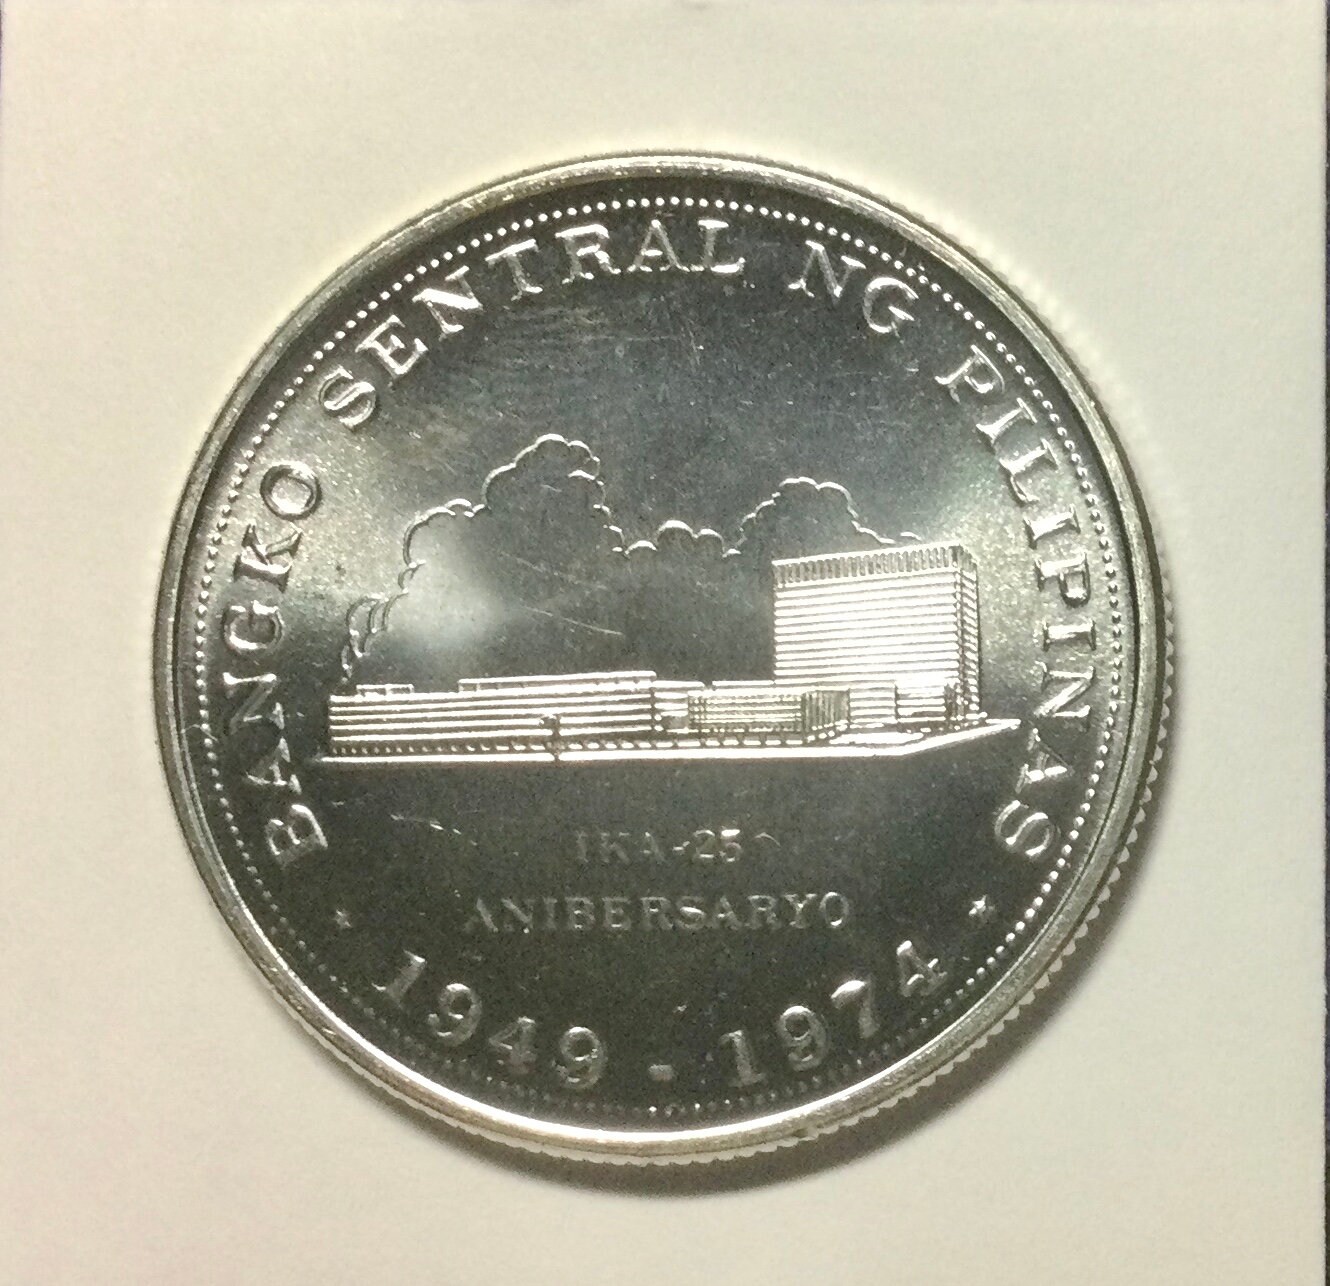 BANGKO SENTRAL NG PILIPINAS
IKA-25
ANIBERSARYO
1949 - 1974